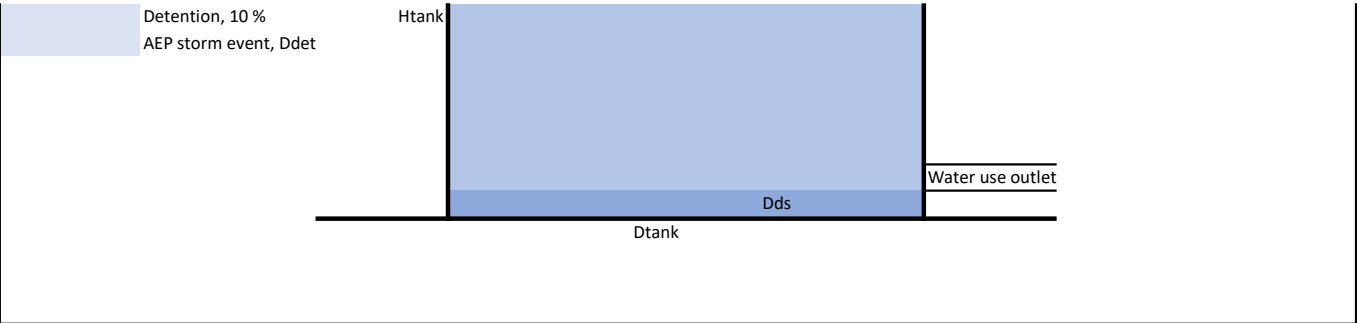 Detention, 10 %
AEP storm event, Ddet
Htank
Water use outlet
Dds
Dtank